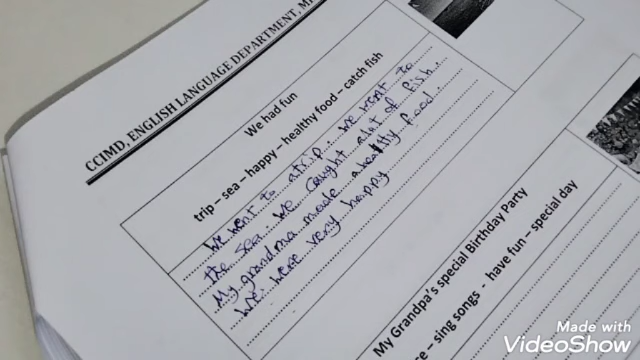 CCIMD, ENGLISH LANGUAGE DEPARTMENT, M
We had fun
trip – sea – happy – healthy food – catch fish
We went to atrip. We went to
the sea. We caught alot of fish.
My grandma made ahealthy food.
We were very happy
My Grandpa's special Birthday Party
– sing songs - have fun – special day
Made with
VideoShow